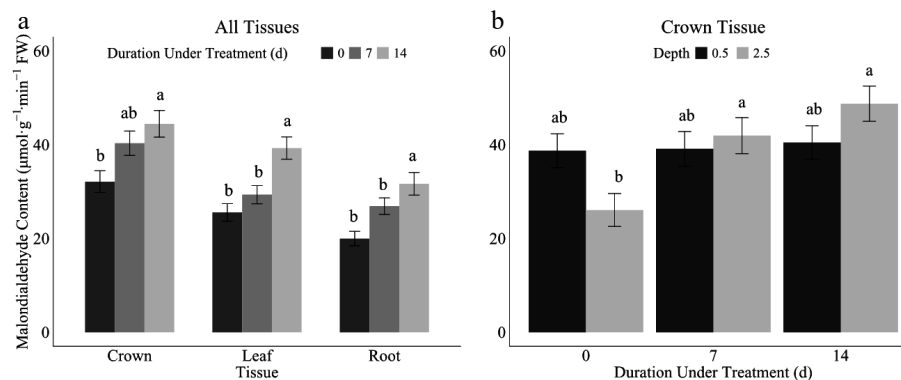 a
All Tissues
60
Duration Under Treatment (d) 0 7 14
Malondialdehyde Content (μmol·g⁻¹·min⁻¹ FW)
40
20
0
b
ab
a
b
b
a
b
b
a
Crown
Leaf
Root
Tissue
b
Crown Tissue
60
Depth 0.5 2.5
40
20
0
ab
b
ab
a
ab
a
0
7
14
Duration Under Treatment (d)